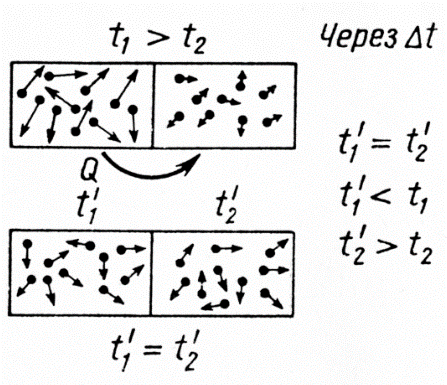 t₁ > t₂
Через Δt
Q
t₁′ t₂′
t₁′ = t₂′
t₁′ = t₂′
t₁′ < t₁
t₂′ > t₂